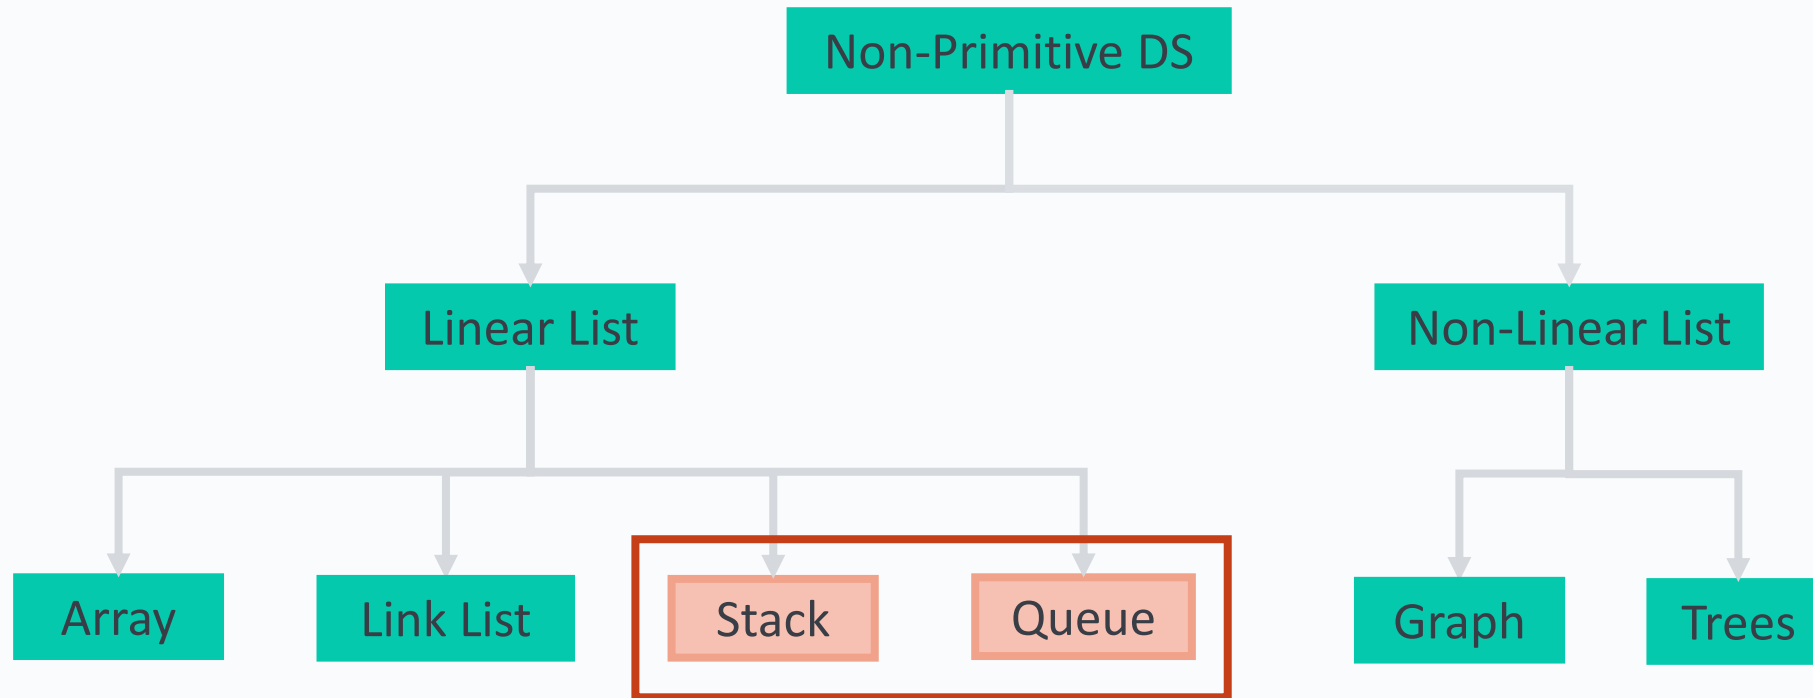 Non-Primitive DS
Linear List
Non-Linear List
Array
Link List
Stack
Queue
Graph
Trees